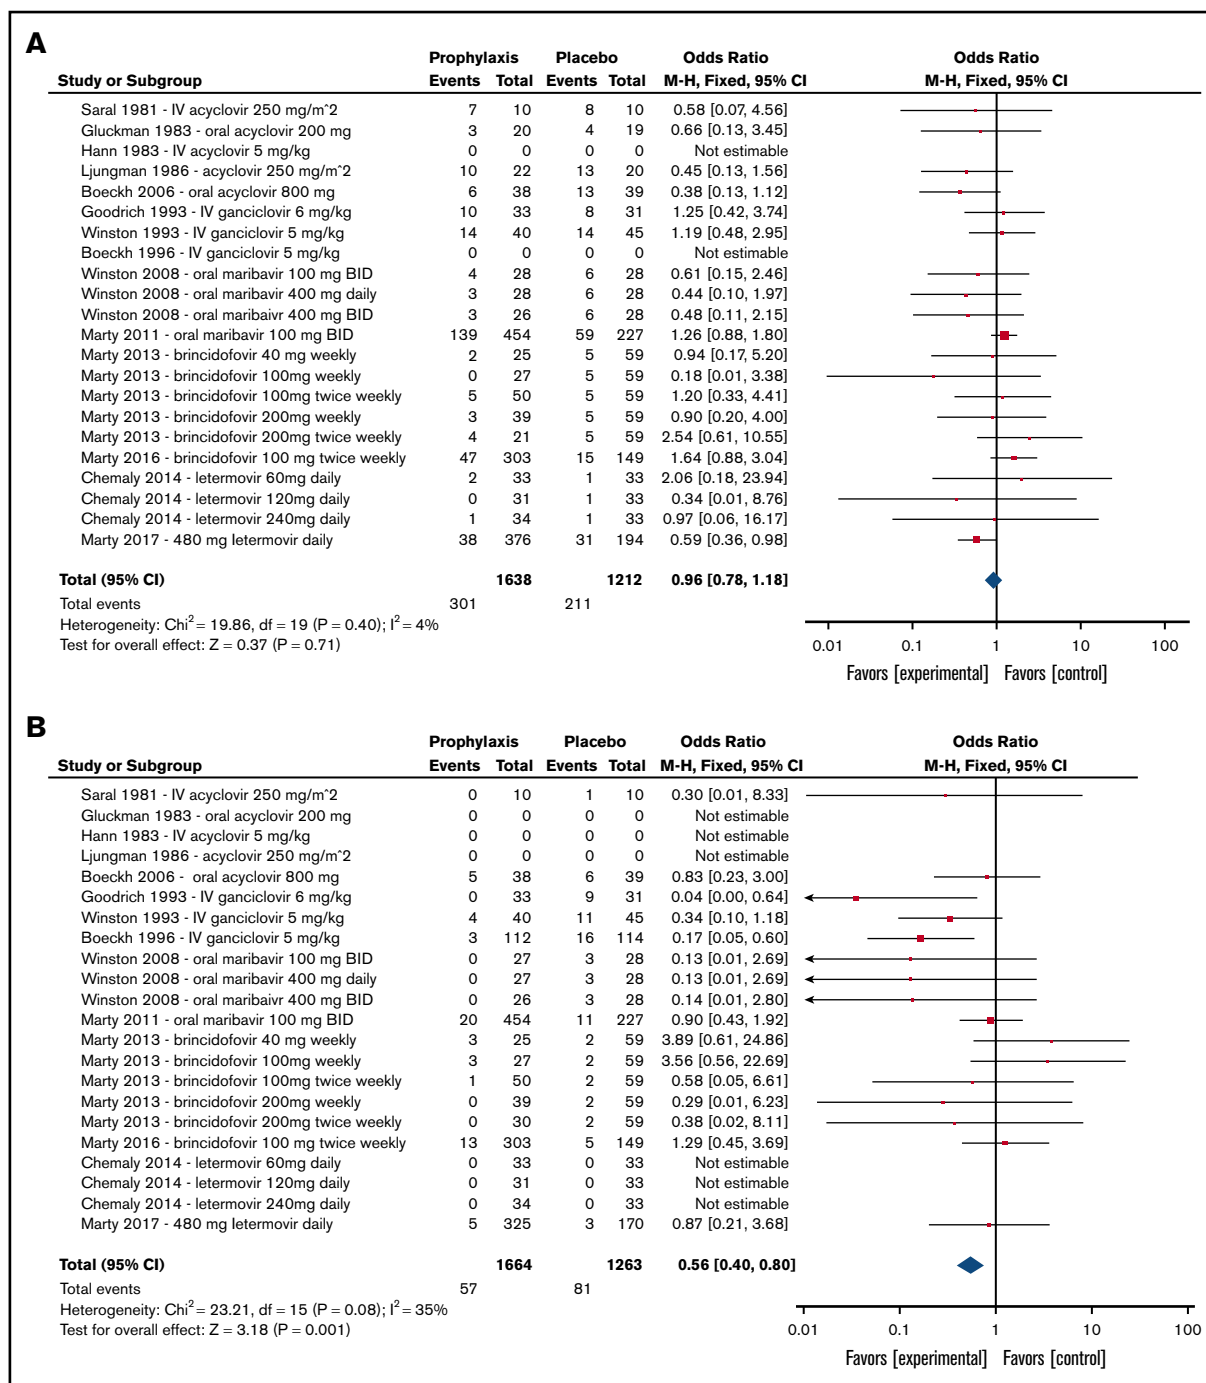 A
Prophylaxis Placebo Odds Ratio Odds Ratio
Study or Subgroup Events Total Events Total M-H, Fixed, 95% CI M-H, Fixed, 95% CI
Saral 1981 - IV acyclovir 250 mg/m^2 7 10 8 10 0.58 [0.07, 4.56]
Gluckman 1983 - oral acyclovir 200 mg 3 20 4 19 0.66 [0.13, 3.45]
Hann 1983 - IV acyclovir 5 mg/kg 0 0 0 0 Not estimable
Ljungman 1986 - acyclovir 250 mg/m^2 10 22 13 20 0.45 [0.13, 1.56]
Boeckh 2006 - oral acyclovir 800 mg 6 38 13 39 0.38 [0.13, 1.12]
Goodrich 1993 - IV ganciclovir 6 mg/kg 10 33 8 31 1.25 [0.42, 3.74]
Winston 1993 - IV ganciclovir 5 mg/kg 14 40 14 45 1.19 [0.48, 2.95]
Boeckh 1996 - IV ganciclovir 5 mg/kg 0 0 0 0 Not estimable
Winston 2008 - oral maribavir 100 mg BID 4 28 6 28 0.61 [0.15, 2.46]
Winston 2008 - oral maribavir 400 mg daily 3 28 6 28 0.44 [0.10, 1.97]
Winston 2008 - oral maribaivr 400 mg BID 3 26 6 28 0.48 [0.11, 2.15]
Marty 2011 - oral maribavir 100 mg BID 139 454 59 227 1.26 [0.88, 1.80]
Marty 2013 - brincidofovir 40 mg weekly 2 25 5 59 0.94 [0.17, 5.20]
Marty 2013 - brincidofovir 100mg weekly 0 27 5 59 0.18 [0.01, 3.38]
Marty 2013 - brincidofovir 100mg twice weekly 5 50 5 59 1.20 [0.33, 4.41]
Marty 2013 - brincidofovir 200mg weekly 3 39 5 59 0.90 [0.20, 4.00]
Marty 2013 - brincidofovir 200mg twice weekly 4 21 5 59 2.54 [0.61, 10.55]
Marty 2016 - brincidofovir 100 mg twice weekly 47 303 15 149 1.64 [0.88, 3.04]
Chemaly 2014 - letermovir 60mg daily 2 33 1 33 2.06 [0.18, 23.94]
Chemaly 2014 - letermovir 120mg daily 0 31 1 33 0.34 [0.01, 8.76]
Chemaly 2014 - letermovir 240mg daily 1 34 1 33 0.97 [0.06, 16.17]
Marty 2017 - 480 mg letermovir daily 38 376 31 194 0.59 [0.36, 0.98]
Total (95% CI) 1638 1212 0.96 [0.78, 1.18]
Total events 301 211
Heterogeneity: Chi² = 19.86, df = 19 (P = 0.40); I² = 4%
Test for overall effect: Z = 0.37 (P = 0.71)
0.01 0.1 1 10 100
Favors [experimental] Favors [control]
B
Prophylaxis Placebo Odds Ratio Odds Ratio
Study or Subgroup Events Total Events Total M-H, Fixed, 95% CI M-H, Fixed, 95% CI
Saral 1981 - IV acyclovir 250 mg/m^2 0 10 1 10 0.30 [0.01, 8.33]
Gluckman 1983 - oral acyclovir 200 mg 0 0 0 0 Not estimable
Hann 1983 - IV acyclovir 5 mg/kg 0 0 0 0 Not estimable
Ljungman 1986 - acyclovir 250 mg/m^2 0 0 0 0 Not estimable
Boeckh 2006 - oral acyclovir 800 mg 5 38 6 39 0.83 [0.23, 3.00]
Goodrich 1993 - IV ganciclovir 6 mg/kg 0 33 9 31 0.04 [0.00, 0.64]
Winston 1993 - IV ganciclovir 5 mg/kg 4 40 11 45 0.34 [0.10, 1.18]
Boeckh 1996 - IV ganciclovir 5 mg/kg 3 112 16 114 0.17 [0.05, 0.60]
Winston 2008 - oral maribavir 100 mg BID 0 27 3 28 0.13 [0.01, 2.69]
Winston 2008 - oral maribavir 400 mg daily 0 27 3 28 0.13 [0.01, 2.69]
Winston 2008 - oral maribaivr 400 mg BID 0 26 3 28 0.14 [0.01, 2.80]
Marty 2011 - oral maribavir 100 mg BID 20 454 11 227 0.90 [0.43, 1.92]
Marty 2013 - brincidofovir 40 mg weekly 3 25 2 59 3.89 [0.61, 24.86]
Marty 2013 - brincidofovir 100mg weekly 3 27 2 59 3.56 [0.56, 22.69]
Marty 2013 - brincidofovir 100mg twice weekly 1 50 2 59 0.58 [0.05, 6.61]
Marty 2013 - brincidofovir 200mg weekly 0 39 2 59 0.29 [0.01, 6.23]
Marty 2013 - brincidofovir 200mg twice weekly 0 30 2 59 0.38 [0.02, 8.11]
Marty 2016 - brincidofovir 100 mg twice weekly 13 303 5 149 1.29 [0.45, 3.69]
Chemaly 2014 - letermovir 60mg daily 0 33 0 33 Not estimable
Chemaly 2014 - letermovir 120mg daily 0 31 0 33 Not estimable
Chemaly 2014 - letermovir 240mg daily 0 34 0 33 Not estimable
Marty 2017 - 480 mg letermovir daily 5 325 3 170 0.87 [0.21, 3.68]
Total (95% CI) 1664 1263 0.56 [0.40, 0.80]
Total events 57 81
Heterogeneity: Chi² = 23.21, df = 15 (P = 0.08); I² = 35%
Test for overall effect: Z = 3.18 (P = 0.001)
0.01 0.1 1 10 100
Favors [experimental] Favors [control]